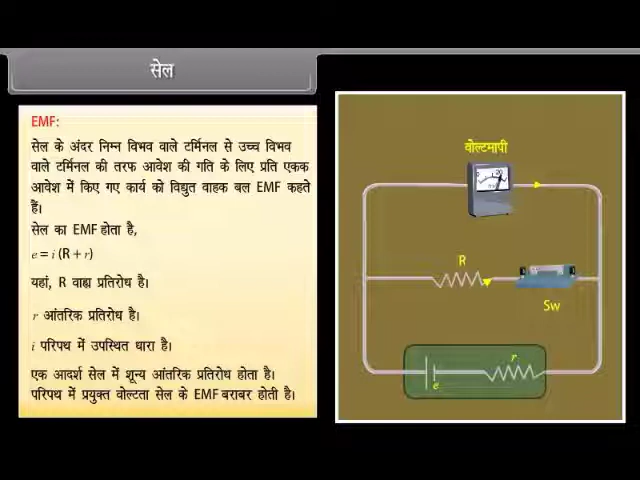 सेल
EMF:
सेल के अंदर निम्न विभव वाले टर्मिनल से उच्च विभव
वाले टर्मिनल की तरफ आवेश की गति के लिए प्रति एकक
आवेश में किए गए कार्य को विद्युत वाहक बल EMF कहते
हैं।
सेल का EMF होता है,
e = i (R + r)
यहां, R वाह्य प्रतिरोध है।
r आंतरिक प्रतिरोध है।
i परिपथ में उपस्थित धारा है।
एक आदर्श सेल में शून्य आंतरिक प्रतिरोध होता है।
परिपथ में प्रयुक्त वोल्टता सेल के EMF बराबर होती है।
वोल्टमापी
R
Sw
r
e